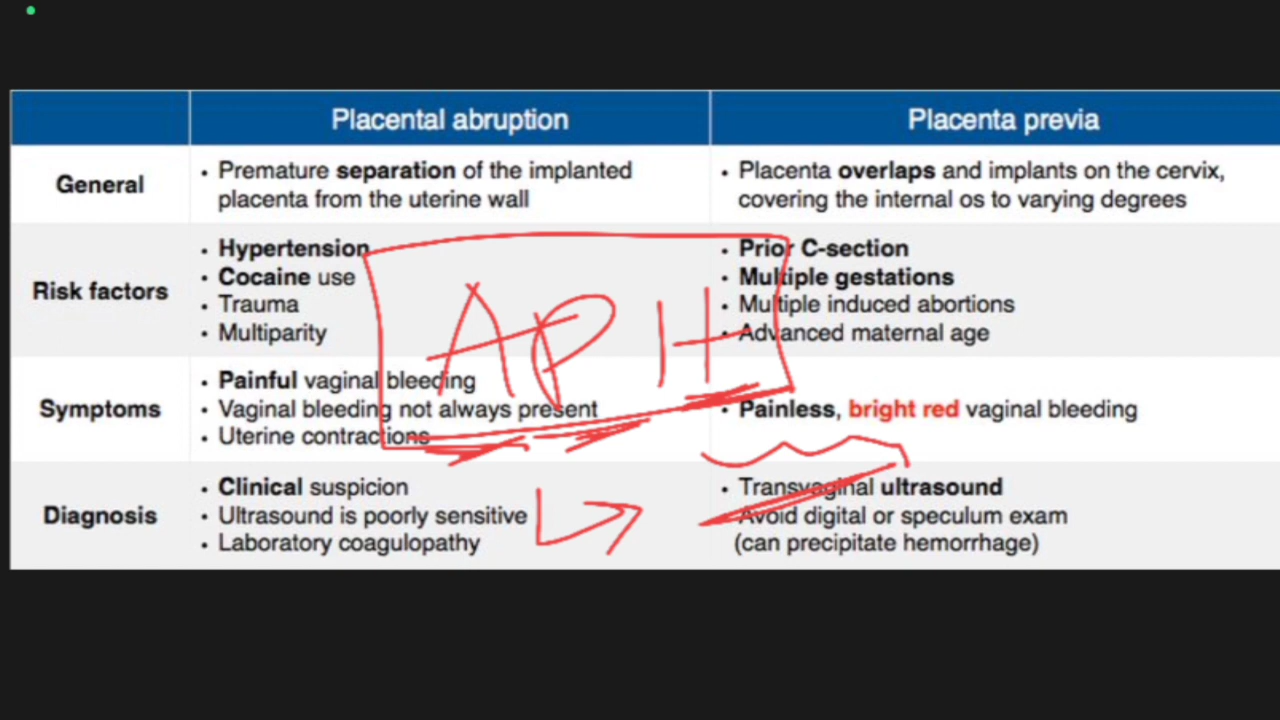 Placental abruption
Placenta previa
General
• Premature separation of the implanted
placenta from the uterine wall
• Placenta overlaps and implants on the cervix,
covering the internal os to varying degrees
Risk factors
• Hypertension
• Cocaine use
• Trauma
• Multiparity
• Prior C-section
• Multiple gestations
• Multiple induced abortions
• Advanced maternal age
APH
Symptoms
• Painful vaginal bleeding
• Vaginal bleeding not always present
• Uterine contractions
• Painless, bright red vaginal bleeding
Diagnosis
• Clinical suspicion
• Ultrasound is poorly sensitive
• Laboratory coagulopathy
• Transvaginal ultrasound
• Avoid digital or speculum exam
(can precipitate hemorrhage)